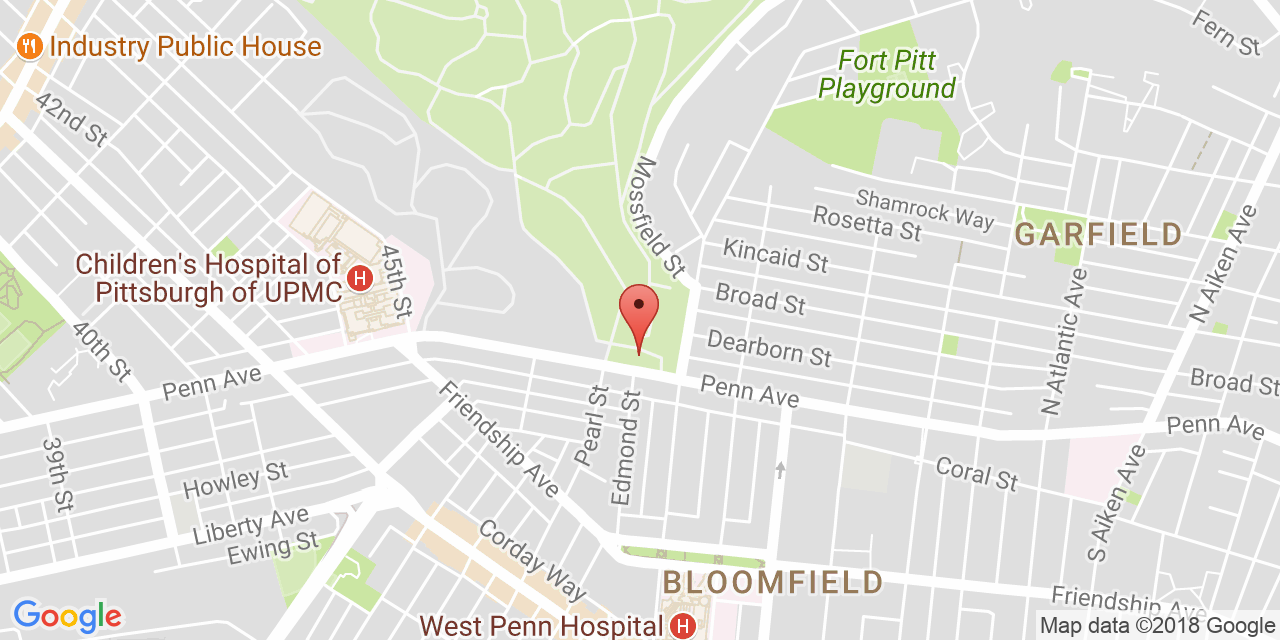 Industry Public House
42nd St
Fern St
Fort Pitt
Playground
Mossfield St
Shamrock Way
Rosetta St
GARFIELD
Kincaid St
N Aiken Ave
Children's Hospital of
Pittsburgh of UPMC
H
45th St
Broad St
N Atlantic Ave
40th St
Dearborn St
Penn Ave
Penn Ave
Broad St
Penn Ave
Friendship Ave
Pearl St
Edmond St
39th St
Howley St
Coral St
S Aiken Ave
Liberty Ave
Ewing St
Corday Way
BLOOMFIELD
Friendship Ave
West Penn Hospital
H
Google
Map data ©2018 Google